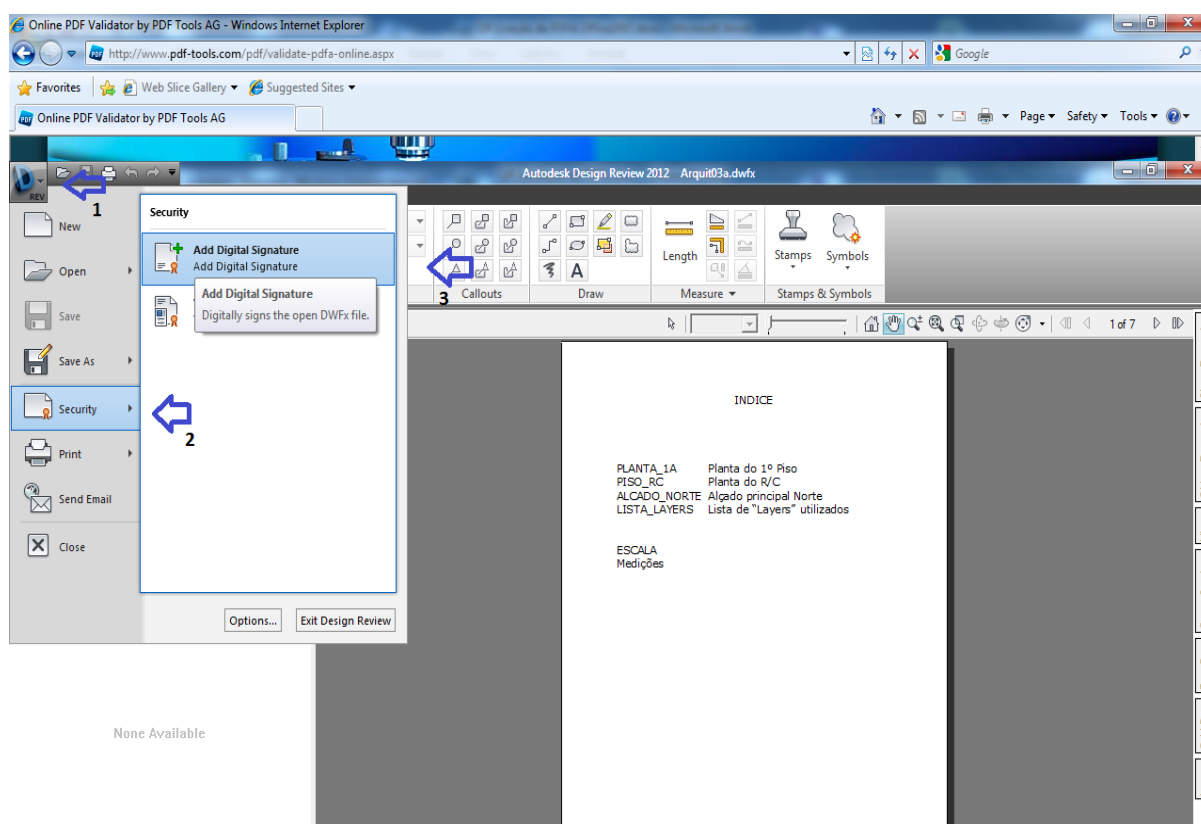 Online PDF Validator by PDF Tools AG - Windows Internet Explorer
http://www.pdf-tools.com/pdf/validate-pdfa-online.aspx
Google
Favorites
Web Slice Gallery
Suggested Sites
Online PDF Validator by PDF Tools AG
Page
Safety
Tools
Autodesk Design Review 2012 Arquit03a.dwfx
REV
1
New
Open
Save
Save As
Security
Print
Send Email
Close
Security
Add Digital Signature
Add Digital Signature
Add Digital Signature
Digitally signs the open DWFx file.
2
3
Options...
Exit Design Review
Callouts
Draw
Length
Measure
Stamps
Symbols
Stamps & Symbols
1 of 7
INDICE
PLANTA_1A Planta do 1º Piso
PISO_RC Planta do R/C
ALCADO_NORTE Alçado principal Norte
LISTA_LAYERS Lista de "Layers" utilizados
ESCALA
Medições
None Available